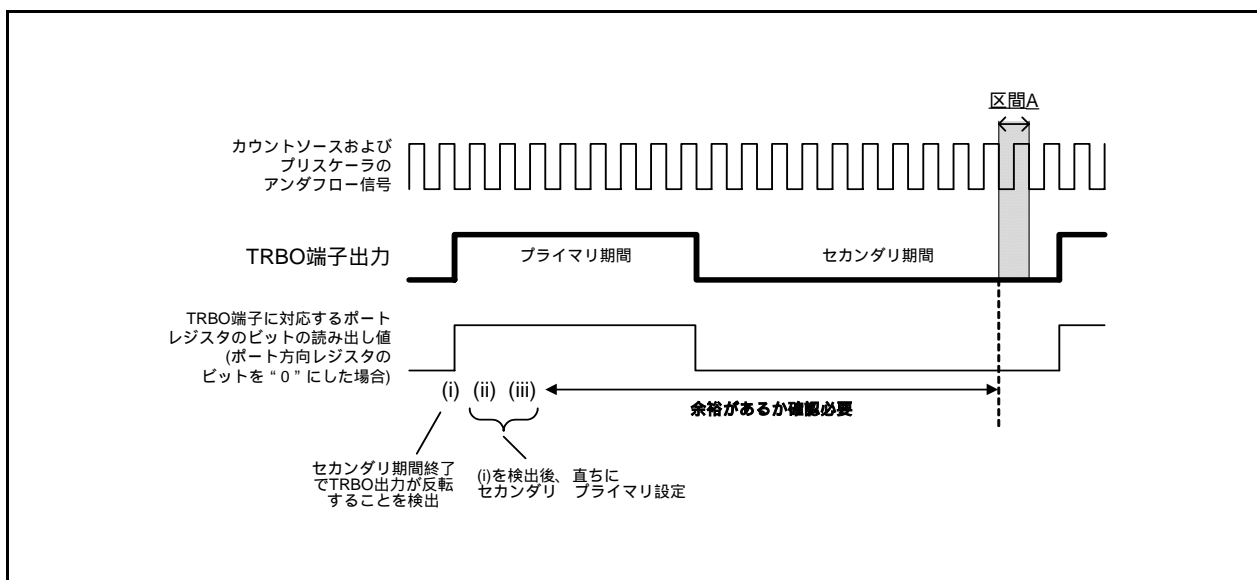 区間A
カウントソースおよび
プリスケーラの
アンダフロー信号
TRBO端子出力
プライマリ期間
セカンダリ期間
TRBO端子に対応するポート
レジスタのビットの読み出し値
(ポート方向レジスタの
ビットを“0”にした場合)
(i) (ii) (iii)
余裕があるか確認必要
セカンダリ期間終了
でTRBO出力が反転
することを検出
(i)を検出後、直ちに
セカンダリ プライマリ設定